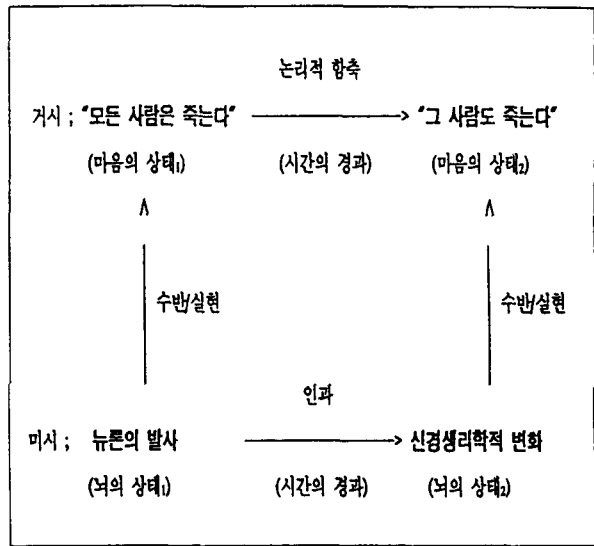 논리적 함축
거시 ; "모든 사람은 죽는다" "그 사람도 죽는다"
(마음의 상태₁) (시간의 경과) (마음의 상태₂)
수반/실현 수반/실현
인과
미시 ; 뉴론의 발사 신경생리학적 변화
(뇌의 상태₁) (시간의 경과) (뇌의 상태₂)